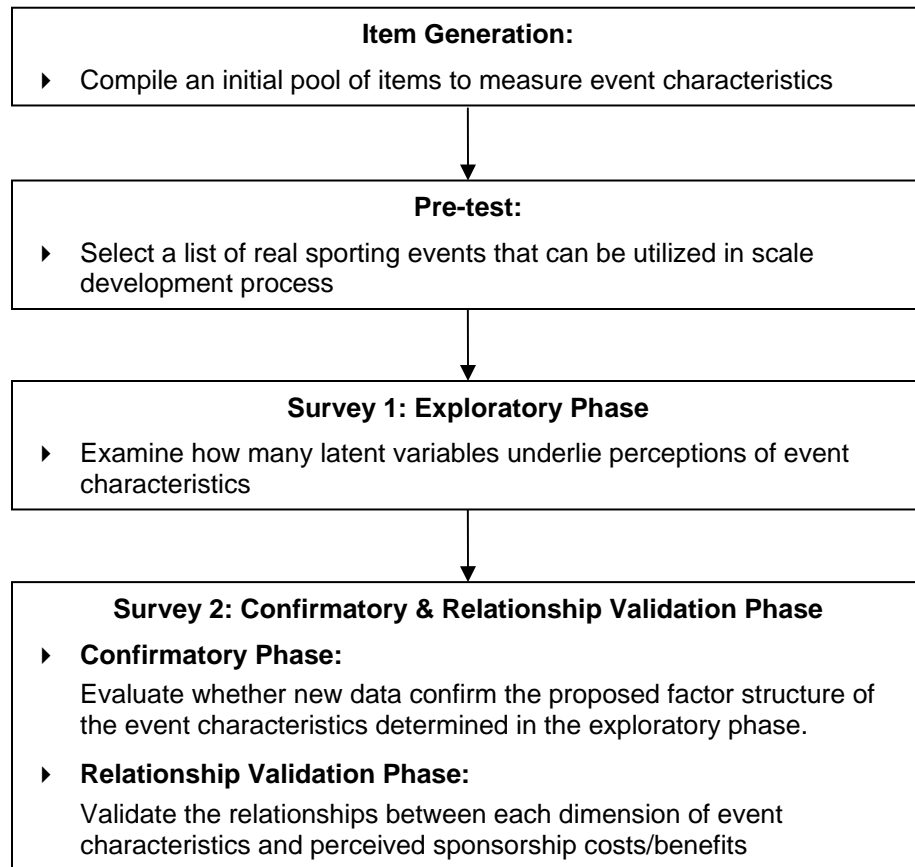 Item Generation:
‣ Compile an initial pool of items to measure event characteristics
Pre-test:
‣ Select a list of real sporting events that can be utilized in scale
development process
Survey 1: Exploratory Phase
‣ Examine how many latent variables underlie perceptions of event
characteristics
Survey 2: Confirmatory & Relationship Validation Phase
‣ Confirmatory Phase:
Evaluate whether new data confirm the proposed factor structure of
the event characteristics determined in the exploratory phase.
‣ Relationship Validation Phase:
Validate the relationships between each dimension of event
characteristics and perceived sponsorship costs/benefits